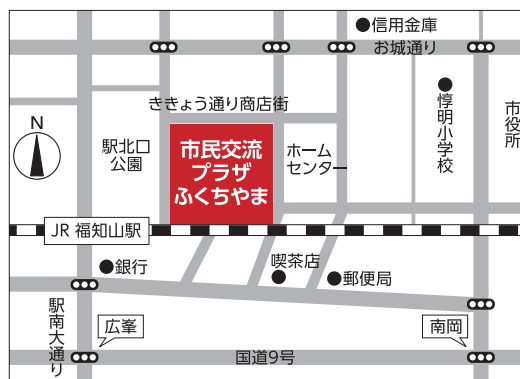 信用金庫
お城通り
ききょう通り商店街
惇明小学校
市役所
N
駅北口
公園
市民交流
プラザ
ふくちやま
ホーム
センター
JR 福知山駅
銀行
喫茶店
郵便局
駅南大通り
広峯
南岡
国道9号